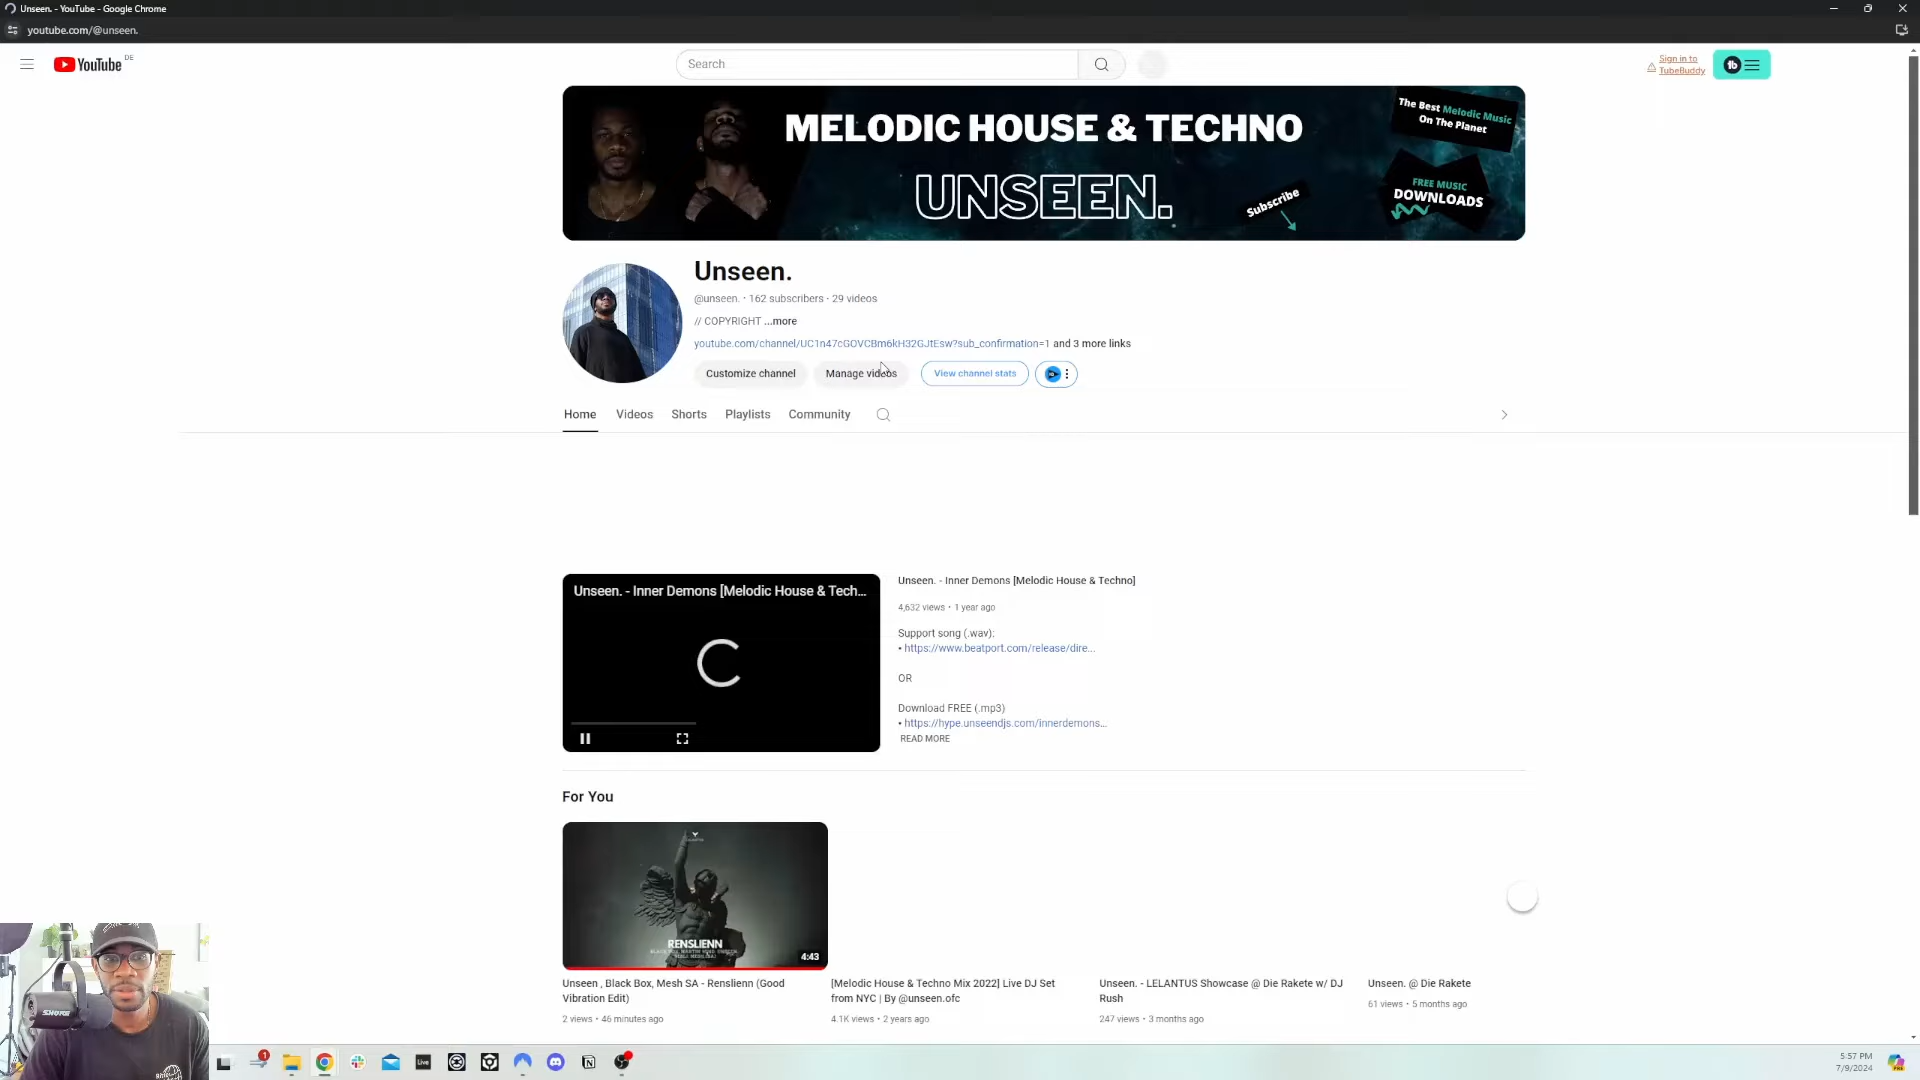 Unseen. - YouTube - Google Chrome
youtube.com/@unseen.
YouTube DE
Search
Sign in to
TubeBuddy
MELODIC HOUSE & TECHNO
UNSEEN.
Subscribe
The Best Melodic Music
On The Planet
FREE MUSIC
DOWNLOADS
Unseen.
@unseen. · 162 subscribers · 29 videos
// COPYRIGHT ...more
youtube.com/channel/UC1n47cGOVCBm6kH32GJtEsw?sub_confirmation=1 and 3 more links
Customize channel
Manage videos
View channel stats
Home
Videos
Shorts
Playlists
Community
Unseen. - Inner Demons [Melodic House & Tech...
Unseen. - Inner Demons [Melodic House & Techno]
4,632 views · 1 year ago
Support song (.wav):
• https://www.beatport.com/release/dire...
OR
Download FREE (.mp3)
• https://hype.unseendjs.com/innerdemons...
READ MORE
For You
RENSLIENN
4:43
Unseen , Black Box, Mesh SA - Renslienn (Good
Vibration Edit)
2 views · 46 minutes ago
[Melodic House & Techno Mix 2022] Live DJ Set
from NYC | By @unseen.ofc
4.1K views · 2 years ago
Unseen. - LELANTUS Showcase @ Die Rakete w/ DJ
Rush
247 views · 3 months ago
Unseen. @ Die Rakete
61 views · 5 months ago
SHURE
1
Live
5:57 PM
7/9/2024